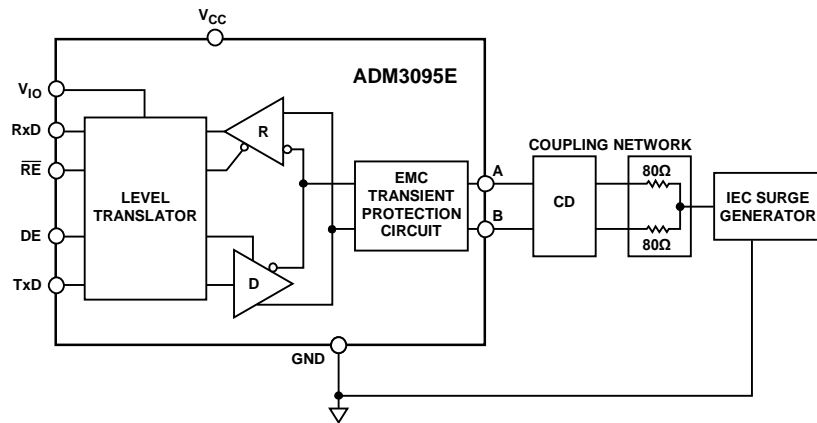 VCC
ADM3095E
VIO
RxD
RE
DE
TxD
LEVEL
TRANSLATOR
R
D
EMC
TRANSIENT
PROTECTION
CIRCUIT
A
B
GND
COUPLING NETWORK
CD
80Ω
80Ω
IEC SURGE
GENERATOR